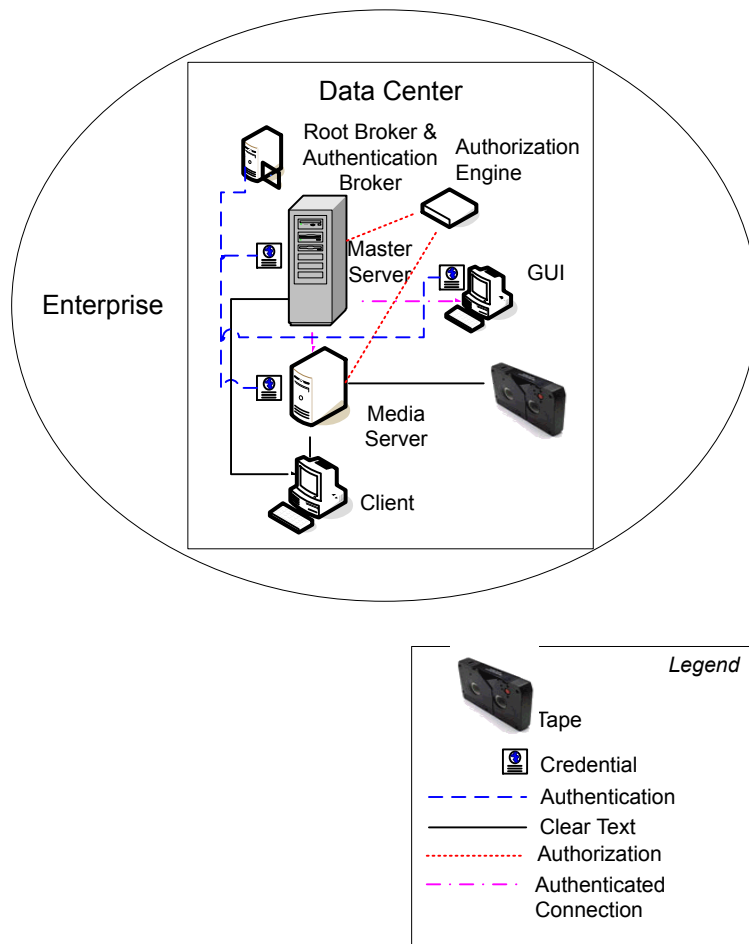 Data Center
Root Broker &
Authentication
Broker
Authorization
Engine
Master
Server
GUI
Enterprise
Media
Server
Client
Legend
Tape
Credential
Authentication
Clear Text
Authorization
Authenticated
Connection